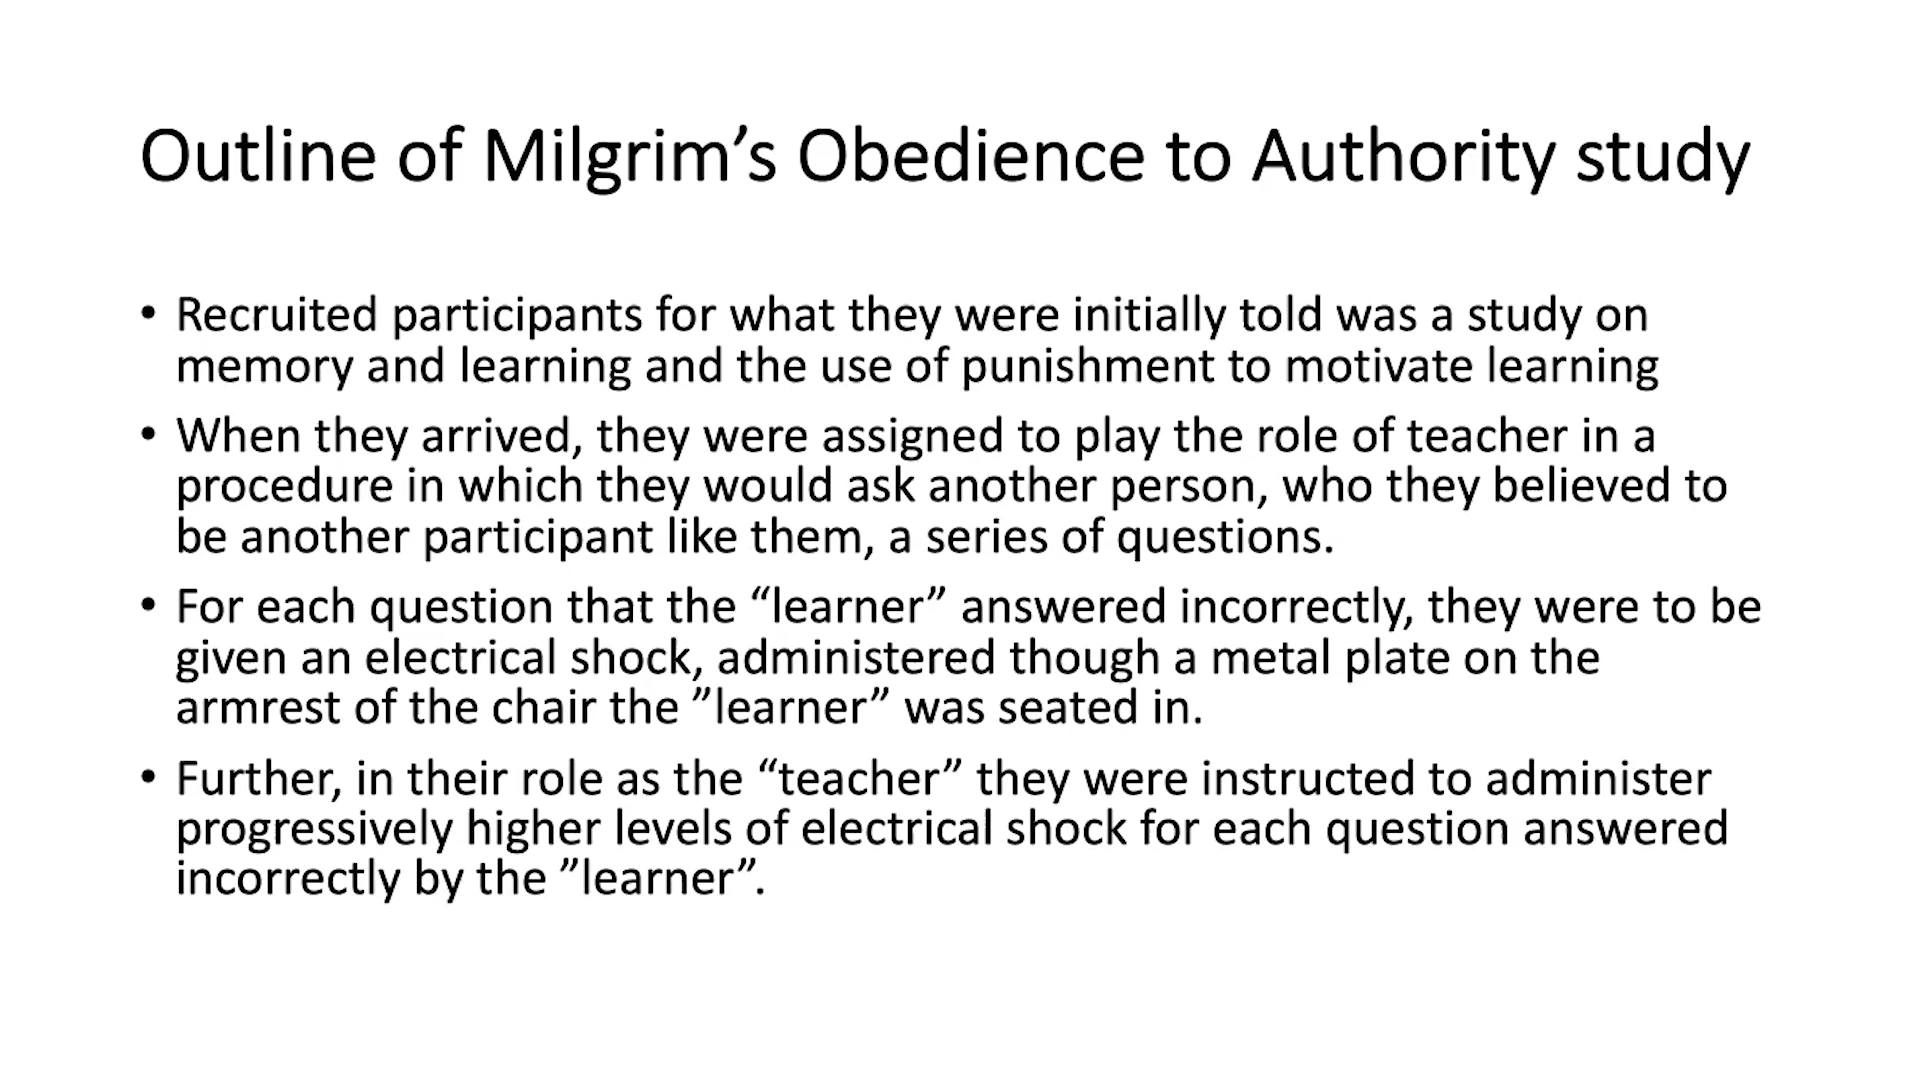 Outline of Milgrim’s Obedience to Authority study
• Recruited participants for what they were initially told was a study on
memory and learning and the use of punishment to motivate learning
• When they arrived, they were assigned to play the role of teacher in a
procedure in which they would ask another person, who they believed to
be another participant like them, a series of questions.
• For each question that the “learner” answered incorrectly, they were to be
given an electrical shock, administered though a metal plate on the
armrest of the chair the ”learner” was seated in.
• Further, in their role as the “teacher” they were instructed to administer
progressively higher levels of electrical shock for each question answered
incorrectly by the ”learner”.